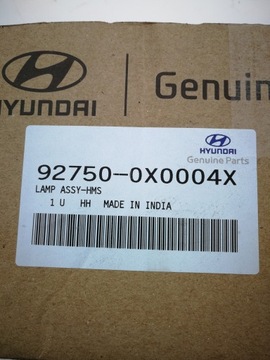 HYUNDAI
Genuin
HYUNDAI
Genuine Parts
92750-0X0004X
LAMP ASSY-HMS
1 U HH MADE IN INDIA